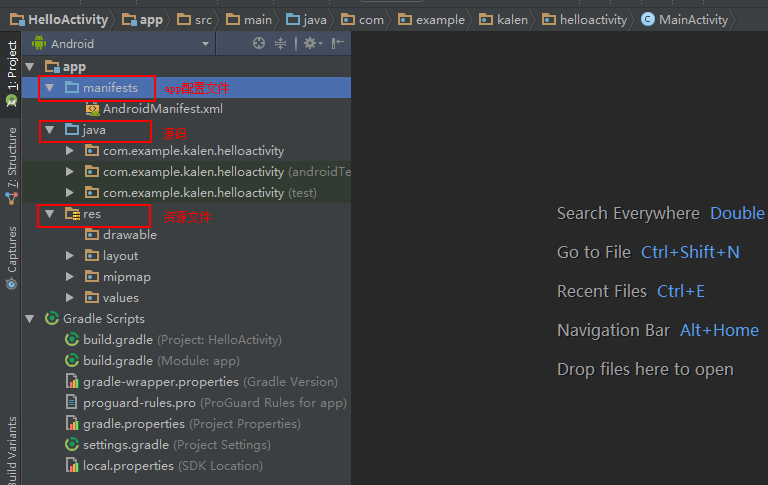 HelloActivity app src main java com example kalen helloactivity MainActivity
1: Project
7: Structure
Captures
Build Variants
Android
app
manifests app配置文件
AndroidManifest.xml
java 源码
com.example.kalen.helloactivity
com.example.kalen.helloactivity (androidTe
com.example.kalen.helloactivity (test)
res 资源文件
drawable
layout
mipmap
values
Gradle Scripts
build.gradle (Project: HelloActivity)
build.gradle (Module: app)
gradle-wrapper.properties (Gradle Version)
proguard-rules.pro (ProGuard Rules for app)
gradle.properties (Project Properties)
settings.gradle (Project Settings)
local.properties (SDK Location)
Search Everywhere Double
Go to File Ctrl+Shift+N
Recent Files Ctrl+E
Navigation Bar Alt+Home
Drop files here to open